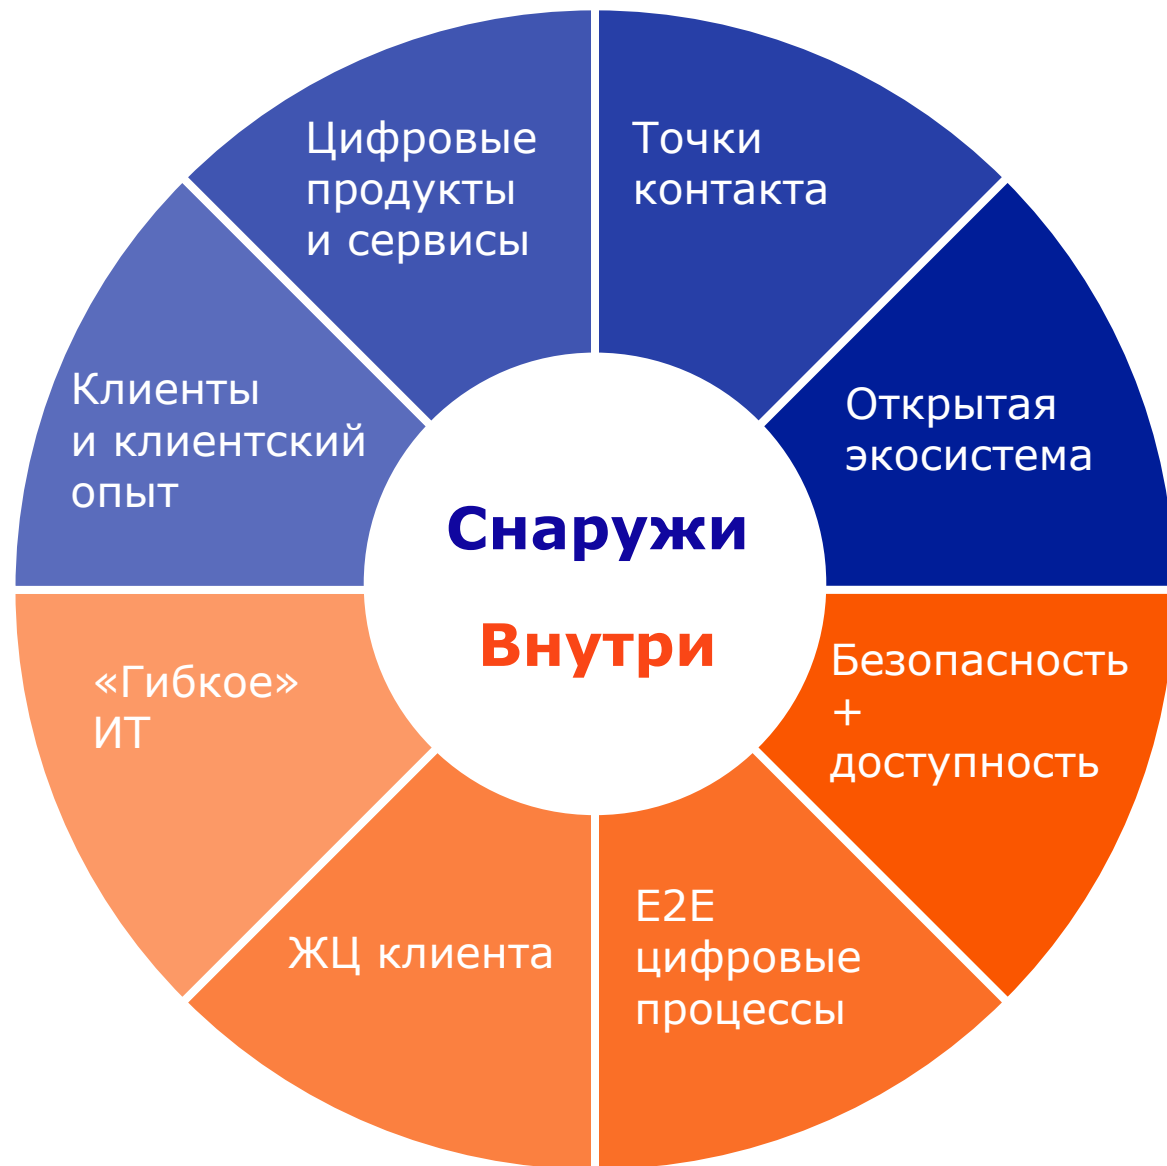 Цифровые
продукты
и сервисы
Точки
контакта
Клиенты
и клиентский
опыт
Открытая
экосистема
Снаружи
Внутри
«Гибкое»
ИТ
Безопасность
+
доступность
ЖЦ клиента
E2E
цифровые
процессы